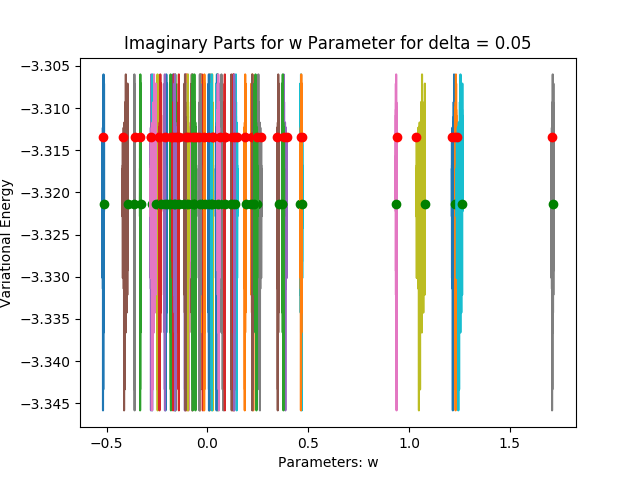 Imaginary Parts for w Parameter for delta = 0.05
Variational Energy
−3.305
−3.310
−3.315
−3.320
−3.325
−3.330
−3.335
−3.340
−3.345
−0.5 0.0 0.5 1.0 1.5
Parameters: w